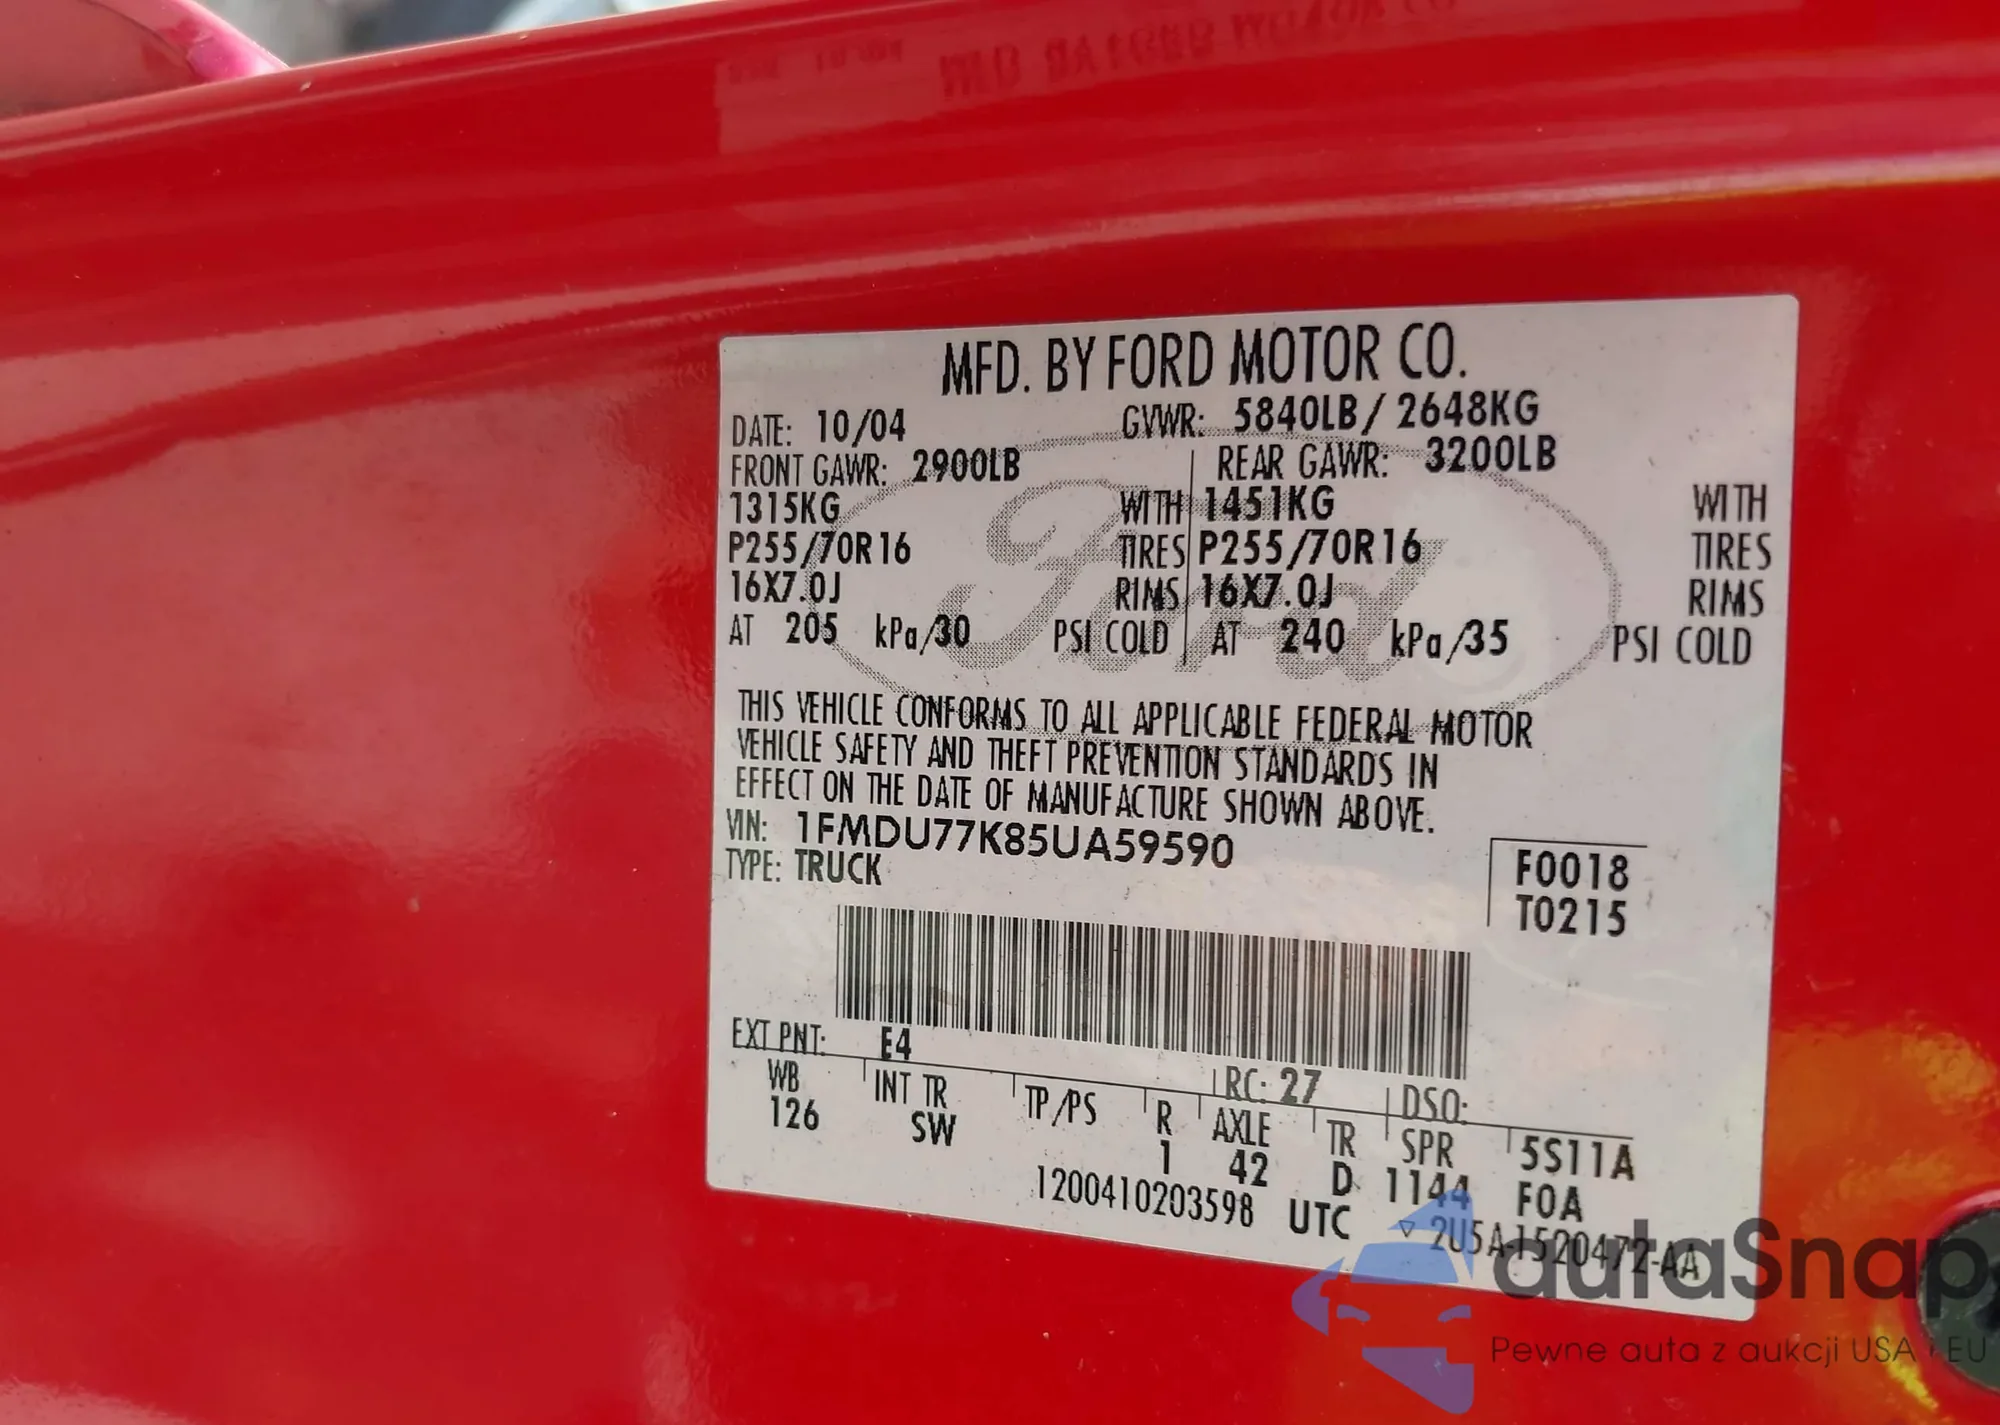 MFD. BY FORD MOTOR CO.
DATE: 10/04 GVWR: 5840LB/ 2648KG
FRONT GAWR: 2900LB REAR GAWR: 3200LB
1315KG WITH 1451KG WITH
P255/70R16 TIRES P255/70R16 TIRES
16X7.0J RIMS 16X7.0J RIMS
AT 205 kPa/30 PSI COLD AT 240 kPa/35 PSI COLD
THIS VEHICLE CONFORMS TO ALL APPLICABLE FEDERAL MOTOR
VEHICLE SAFETY AND THEFT PREVENTION STANDARDS IN
EFFECT ON THE DATE OF MANUFACTURE SHOWN ABOVE.
VIN: 1FMDU77K85UA59590
TYPE: TRUCK
F0018
T0215
EXT PNT: E4 RC: 27 DSO:
WB INT TR TP/PS R AXLE TR SPR 5S11A
126 SW 1 42 D 1144 F0A
1200410203598 UTC ▽ 2U5A-1520472-AA
Ford
autaSnap
Pewne auta z aukcji USA i EU